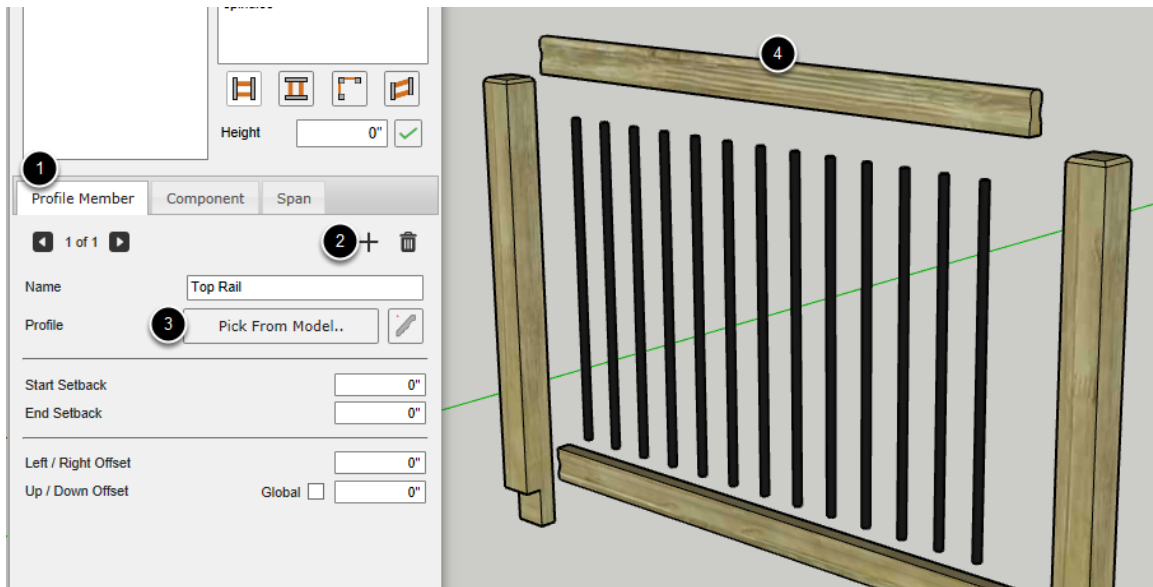 Spindles
Height 0"
1
Profile Member Component Span
1 of 1 2
Name Top Rail
Profile 3 Pick From Model..
Start Setback 0"
End Setback 0"
Left / Right Offset 0"
Up / Down Offset Global 0"
4